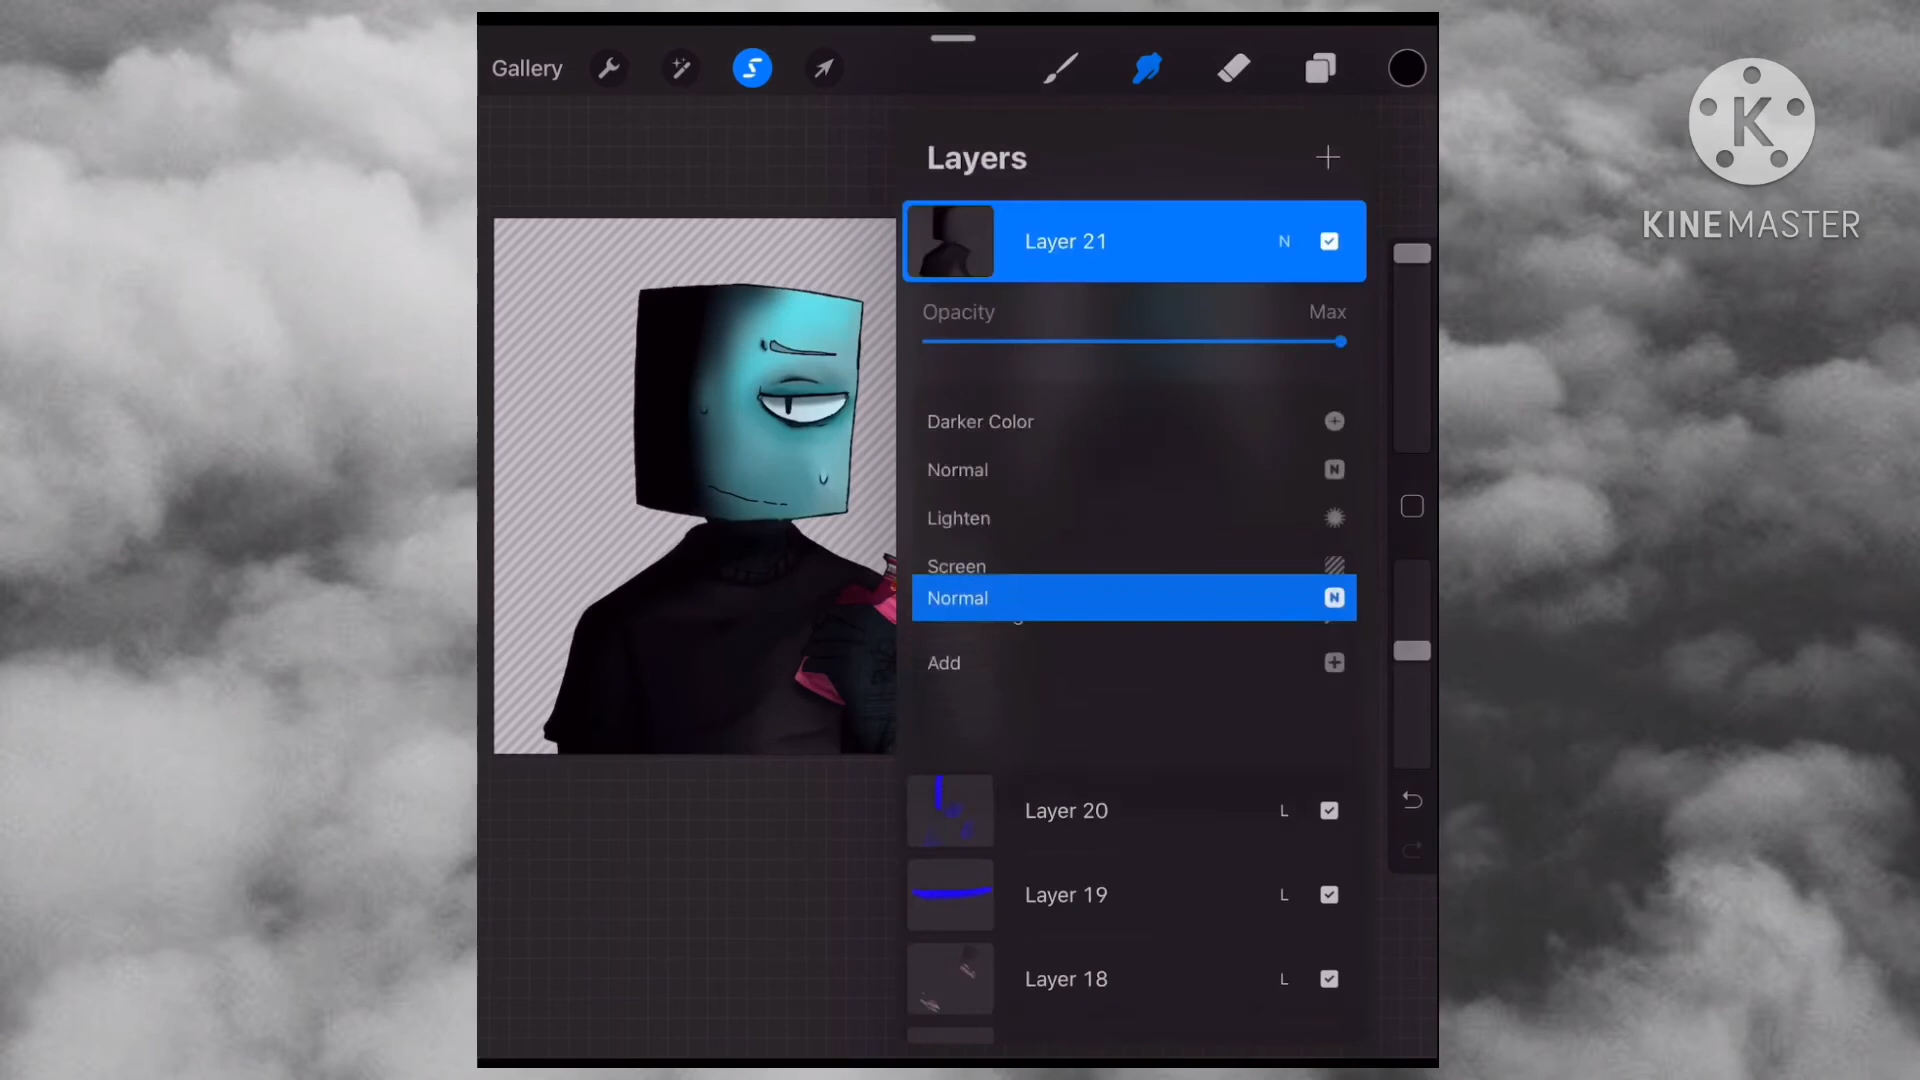 Gallery
KINEMASTER
Layers
Layer 21 N
Opacity Max
Darker Color
Normal N
Lighten
Screen
Normal N
Add
Layer 20 L
Layer 19 L
Layer 18 L